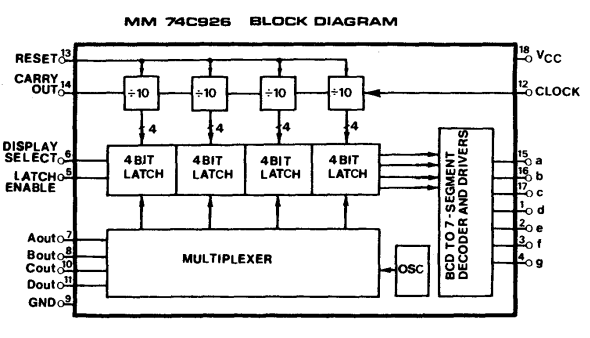 MM 74C926 BLOCK DIAGRAM
RESET 13
18 VCC
CARRY OUT 14
÷10 ÷10 ÷10 ÷10
12 CLOCK
4 4 4 4
DISPLAY SELECT 6
4 BIT LATCH
4 BIT LATCH
4 BIT LATCH
4 BIT LATCH
LATCH ENABLE 5
BCD TO 7-SEGMENT DECODER AND DRIVERS
15 a
16 b
17 c
1 d
2 e
3 f
4 g
Aout 7
Bout 8
Cout 10
Dout 11
GND 9
MULTIPLEXER
OSC